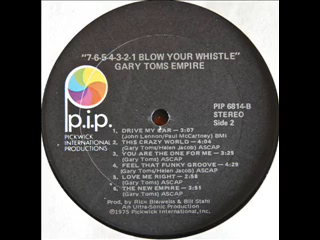 "7-6-5-4-3-2-1 BLOW YOUR WHISTLE"
GARY TOMS EMPIRE
p.i.p.
PICKWICK
INTERNATIONAL
PRODUCTIONS
PIP 6814-B
STEREO
Side 2
1. DRIVE MY CAR — 3:07
(John Lennon/Paul McCartney) BMI
2. THIS CRAZY WORLD — 4:04
(Gary Toms/Helen Jacob) ASCAP
3. YOU ARE THE ONE FOR ME — 3:29
(Gary Toms) ASCAP
4. FEEL THAT FUNKY GROOVE — 4:29
(Gary Toms/Helen Jacobs) ASCAP
5. LOVE ME RIGHT — 2:58
(Gary Toms) ASCAP
6. THE NEW EMPIRE — 3:51
(Gary Toms) ASCAP
Prod. by Rick Bleiweiss & Bill Stahl
An Ultra-Sonic Production
©1975 Pickwick International, Inc.